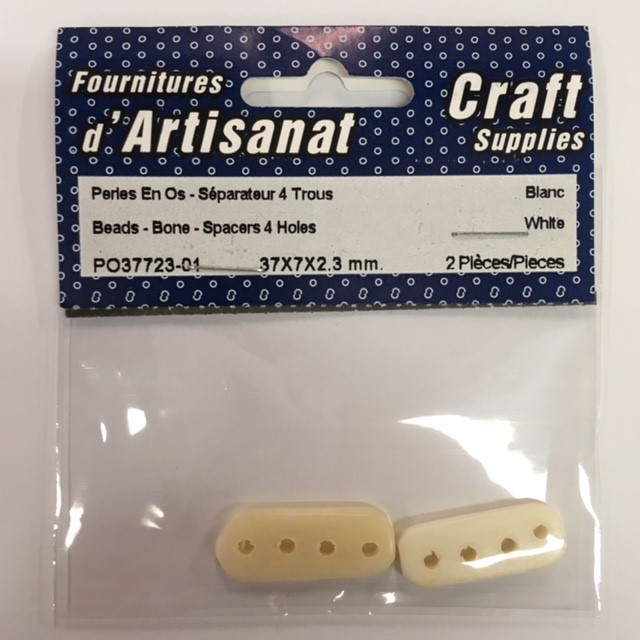 Fournitures
d'Artisanat
Craft
Supplies
Perles En Os - Séparateur 4 Trous
Blanc
Beads - Bone - Spacers 4 Holes
White
PO37723-01
37X7X2.3 mm.
2 Pièces/Pieces